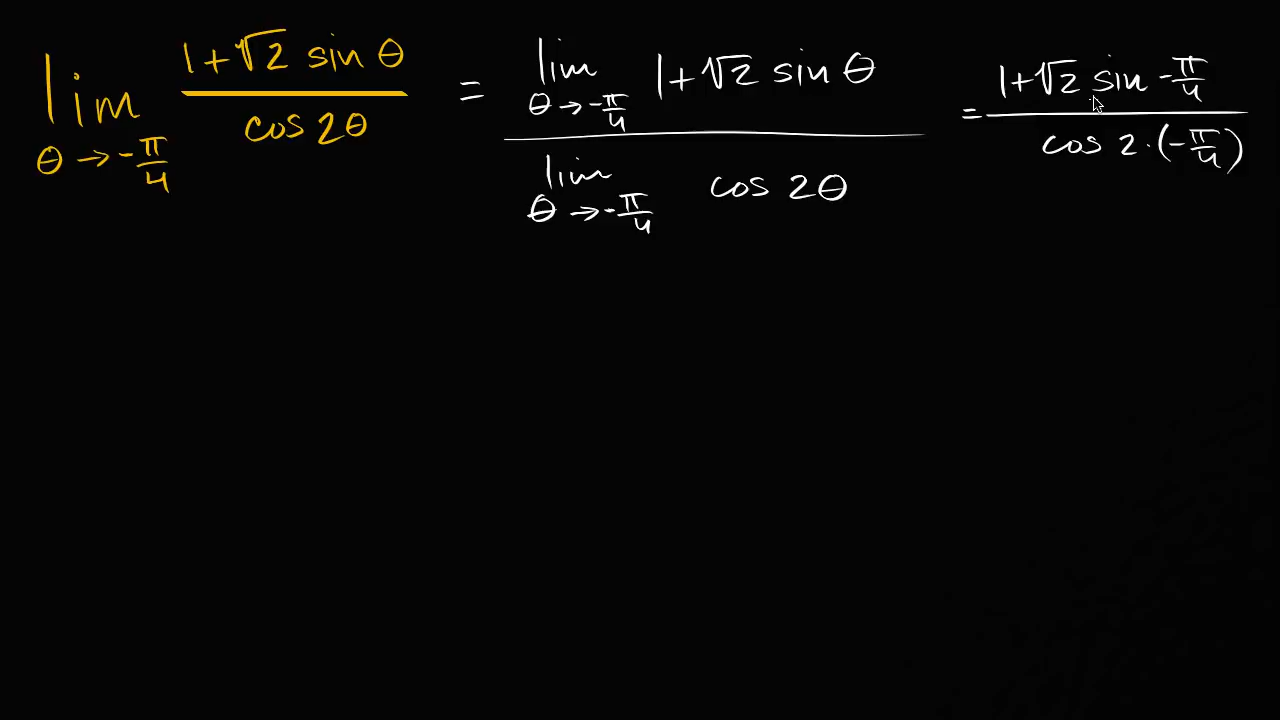 lim θ → -π/4 (1 + √2 sin θ)/(cos 2θ) = (lim θ → -π/4 1 + √2 sin θ)/(lim θ → -π/4 cos 2θ) = (1 + √2 sin -π/4)/(cos 2 · (-π/4))